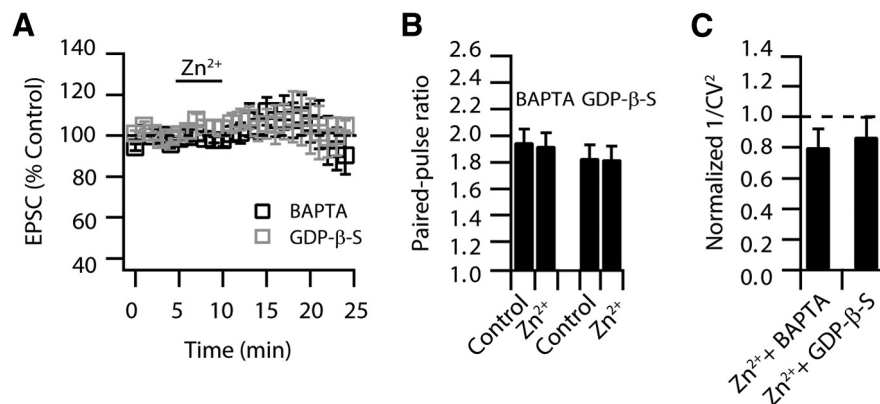 A
EPSC (% Control)
140
120
100
80
60
40
Zn²⁺
BAPTA
GDP-β-S
0
5
10
15
20
25
Time (min)
B
Paired-pulse ratio
2.6
2.4
2.2
2.0
1.8
1.6
1.4
1.2
1.0
BAPTA GDP-β-S
Control
Zn²⁺
Control
Zn²⁺
C
Normalized 1/CV²
1.4
1.2
1.0
0.8
0.6
0.4
0.2
0.0
Zn²⁺+ BAPTA
Zn²⁺+ GDP-β-S